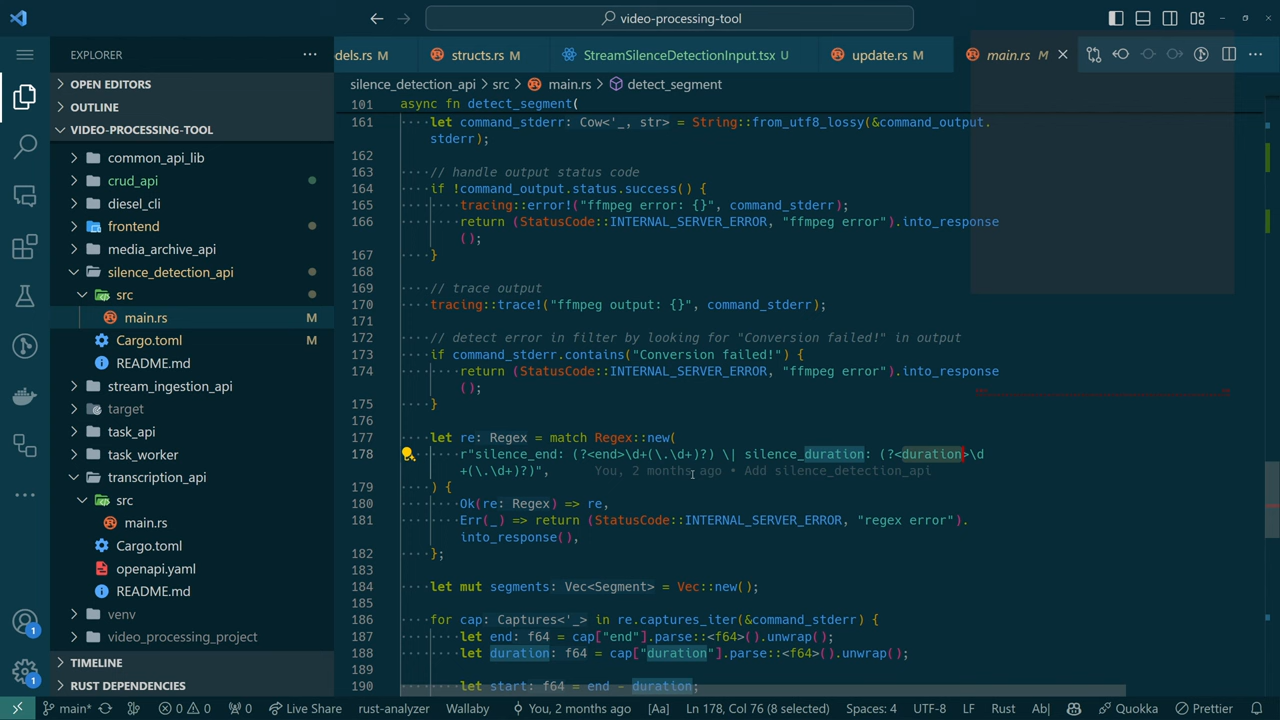 video-processing-tool
EXPLORER
dels.rs M
structs.rs M
StreamSilenceDetectionInput.tsx U
update.rs M
main.rs M
OPEN EDITORS
OUTLINE
VIDEO-PROCESSING-TOOL
common_api_lib
crud_api
diesel_cli
frontend
media_archive_api
silence_detection_api
src
main.rs M
Cargo.toml M
README.md
stream_ingestion_api
target
task_api
task_worker
transcription_api
src
main.rs
Cargo.toml
openapi.yaml
README.md
venv
video_processing_project
TIMELINE
RUST DEPENDENCIES
silence_detection_api > src > main.rs > detect_segment
101 async fn detect_segment(
161 let command_stderr: Cow<'_, str> = String::from_utf8_lossy(&command_output.
stderr);
162
163 // handle output status code
164 if !command_output.status.success() {
165 tracing::error!("ffmpeg error: {}", command_stderr);
166 return (StatusCode::INTERNAL_SERVER_ERROR, "ffmpeg error").into_response
();
167 }
168
169 // trace output
170 tracing::trace!("ffmpeg output: {}", command_stderr);
171
172 // detect error in filter by looking for "Conversion failed!" in output
173 if command_stderr.contains("Conversion failed!") {
174 return (StatusCode::INTERNAL_SERVER_ERROR, "ffmpeg error").into_response
();
175 }
176
177 let re: Regex = match Regex::new(
178 r"silence_end: (?<end>\d+(\.\d+)?) \| silence_duration: (?<duration>\d
+(\.\d+)?)", You, 2 months ago • Add silence_detection_api
179 ) {
180 Ok(re: Regex) => re,
181 Err(_) => return (StatusCode::INTERNAL_SERVER_ERROR, "regex error").
into_response(),
182 };
183
184 let mut segments: Vec<Segment> = Vec::new();
185
186 for cap: Captures<'_> in re.captures_iter(&command_stderr) {
187 let end: f64 = cap["end"].parse::<f64>().unwrap();
188 let duration: f64 = cap["duration"].parse::<f64>().unwrap();
189
190 let start: f64 = end - duration;
1
1
main* 0 0 0 Live Share rust-analyzer Wallaby You, 2 months ago [Aa] Ln 178, Col 76 (8 selected) Spaces: 4 UTF-8 LF Rust Ab| Quokka Prettier